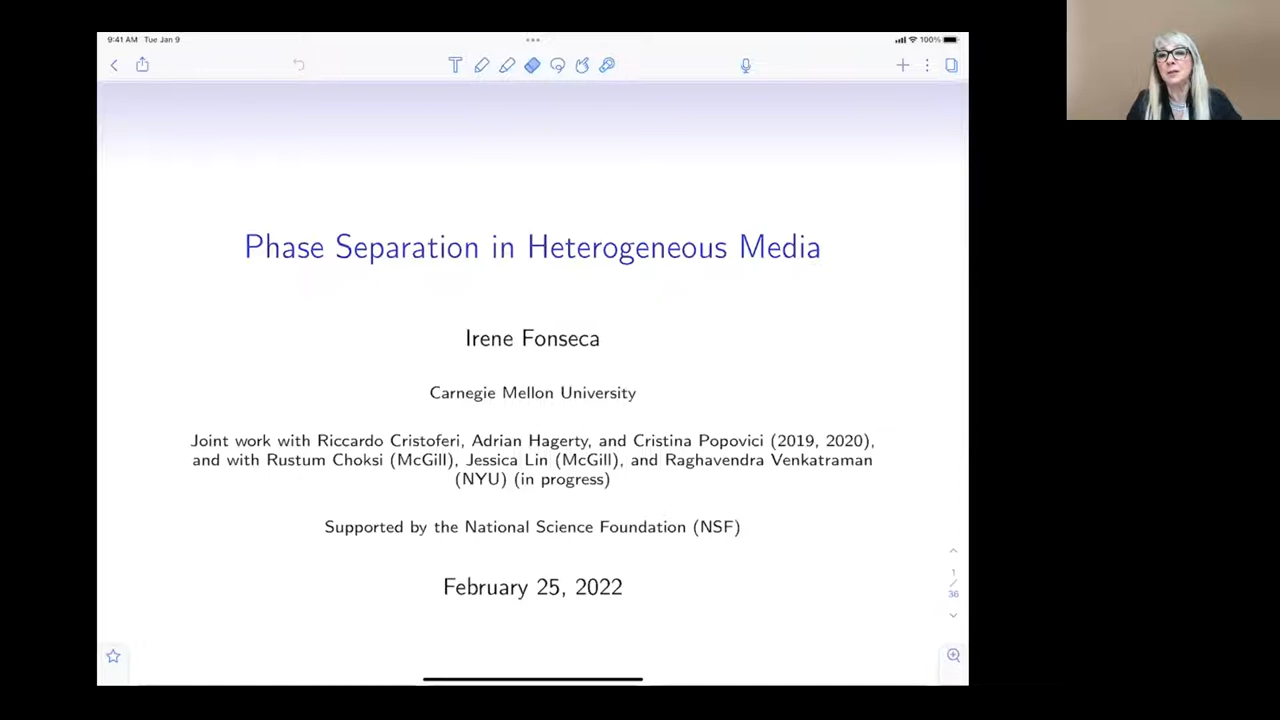 9:41 AM Tue Jan 9
100%
Phase Separation in Heterogeneous Media
Irene Fonseca
Carnegie Mellon University
Joint work with Riccardo Cristoferi, Adrian Hagerty, and Cristina Popovici (2019, 2020),
and with Rustum Choksi (McGill), Jessica Lin (McGill), and Raghavendra Venkatraman
(NYU) (in progress)
Supported by the National Science Foundation (NSF)
February 25, 2022
1
/
36